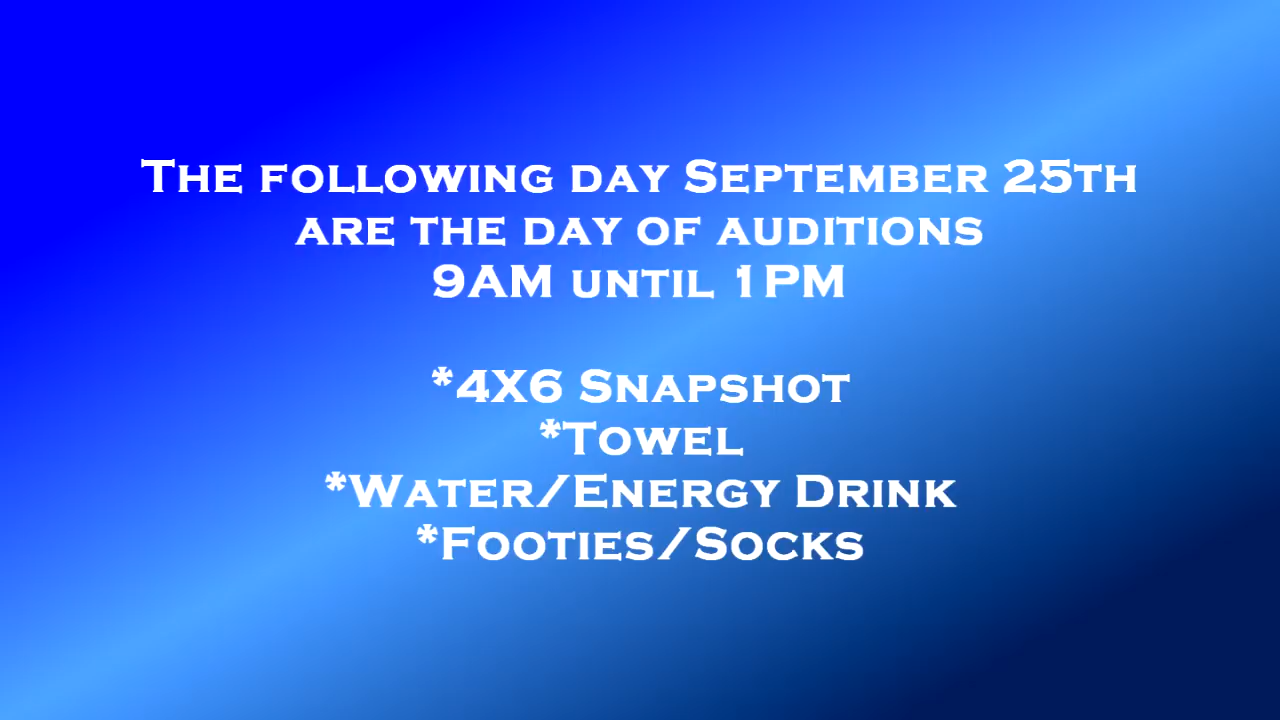 The following day September 25th
are the day of auditions
9AM until 1PM
*4x6 Snapshot
*Towel
*Water/Energy Drink
*Footies/Socks